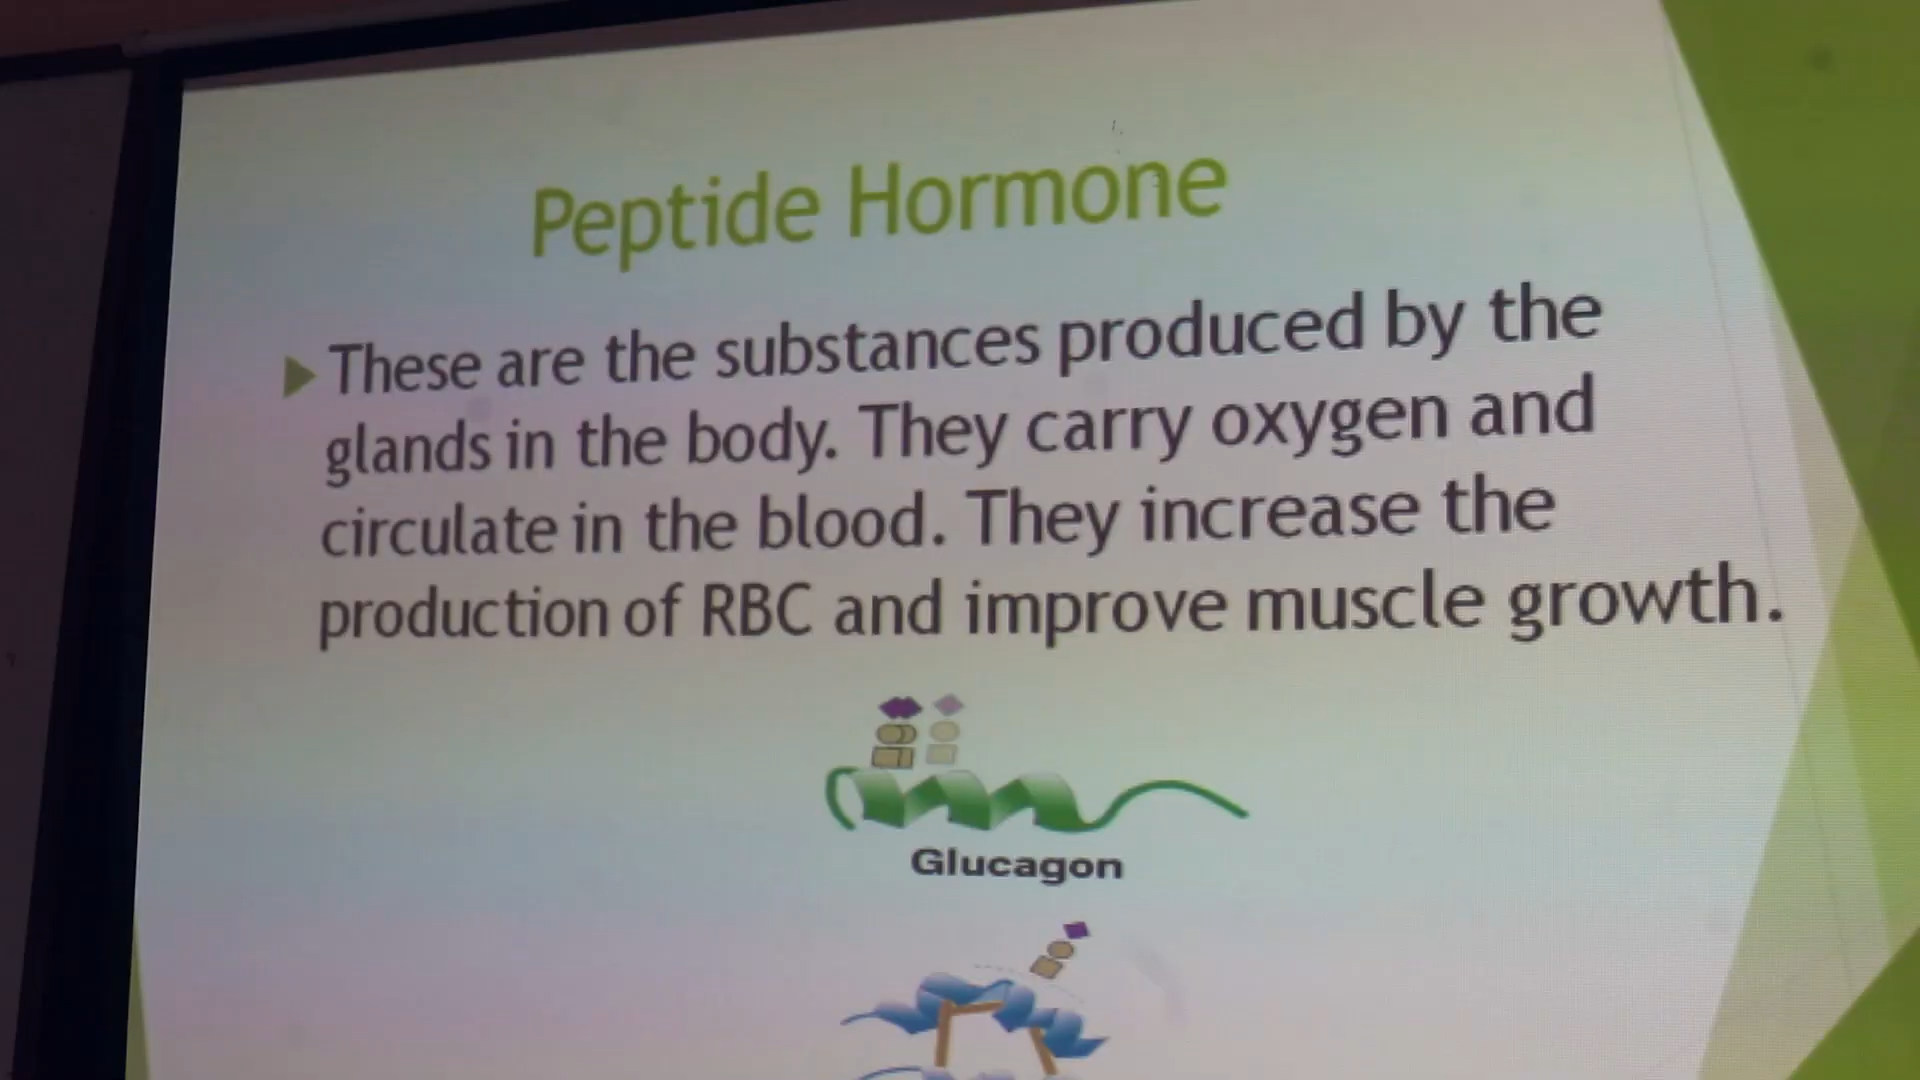 Peptide Hormone
These are the substances produced by the
glands in the body. They carry oxygen and
circulate in the blood. They increase the
production of RBC and improve muscle growth.
Glucagon